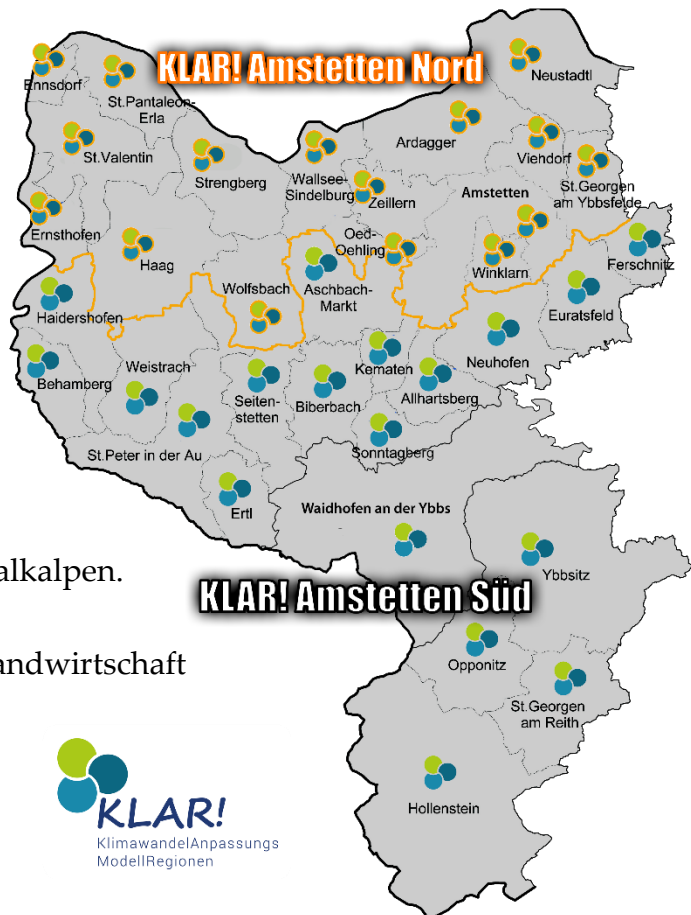 KLAR! Amstetten Nord
Ennsdorf
St.Pantaleon-
Erla
Neustadtl
St.Valentin
Strengberg
Wallsee-
Sindelburg
Ardagger
Zeillern
Viehdorf
Amstetten
St.Georgen
am Ybbsfelde
Ernsthofen
Haag
Oed-
Oehling
Winklarn
Ferschnitz
Haidershofen
Wolfsbach
Aschbach-
Markt
Euratsfeld
Behamberg
Weistrach
Seiten-
stetten
Biberbach
Kematen
Allhartsberg
Neuhofen
St.Peter in der Au
Sonntagberg
Ertl
Waidhofen an der Ybbs
Ybbsitz
alkalpen.
KLAR! Amstetten Süd
andwirtschaft
Opponitz
St.Georgen
am Reith
Hollenstein
KLAR!
KlimawandelAnpassungs
ModellRegionen